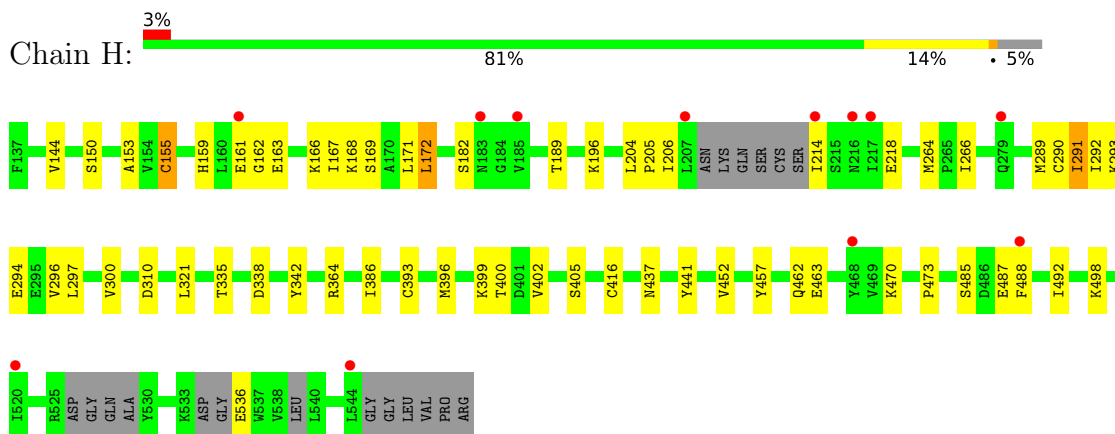 3%
Chain H:
81% 14% • 5%
F137 V144 S150 A153 V154 C155 H159 L160 E161 G162 E163 K166 I167 K168 S169 A170 L171 L172 S182 N183 G184 V185 T189 K196 L204 P205 I206 L207 ASN LYS GLN SER CYS SER I214 S215 N216 I217 E218 M264 P265 I266 Q279 M289 C290 I291 I292 K293
E294 E295 V296 L297 V300 D310 L321 T335 D338 Y342 R364 I386 C393 M396 K399 T400 D401 V402 S405 C416 N437 Y441 V452 Y457 Q462 E463 Y468 V469 K470 P473 S485 D486 E487 F488 I492 K498
I520 R525 ASP GLY GLN ALA Y530 K533 ASP GLY E536 W537 V538 LEU L540 L544 GLY GLY LEU VAL PRO ARG